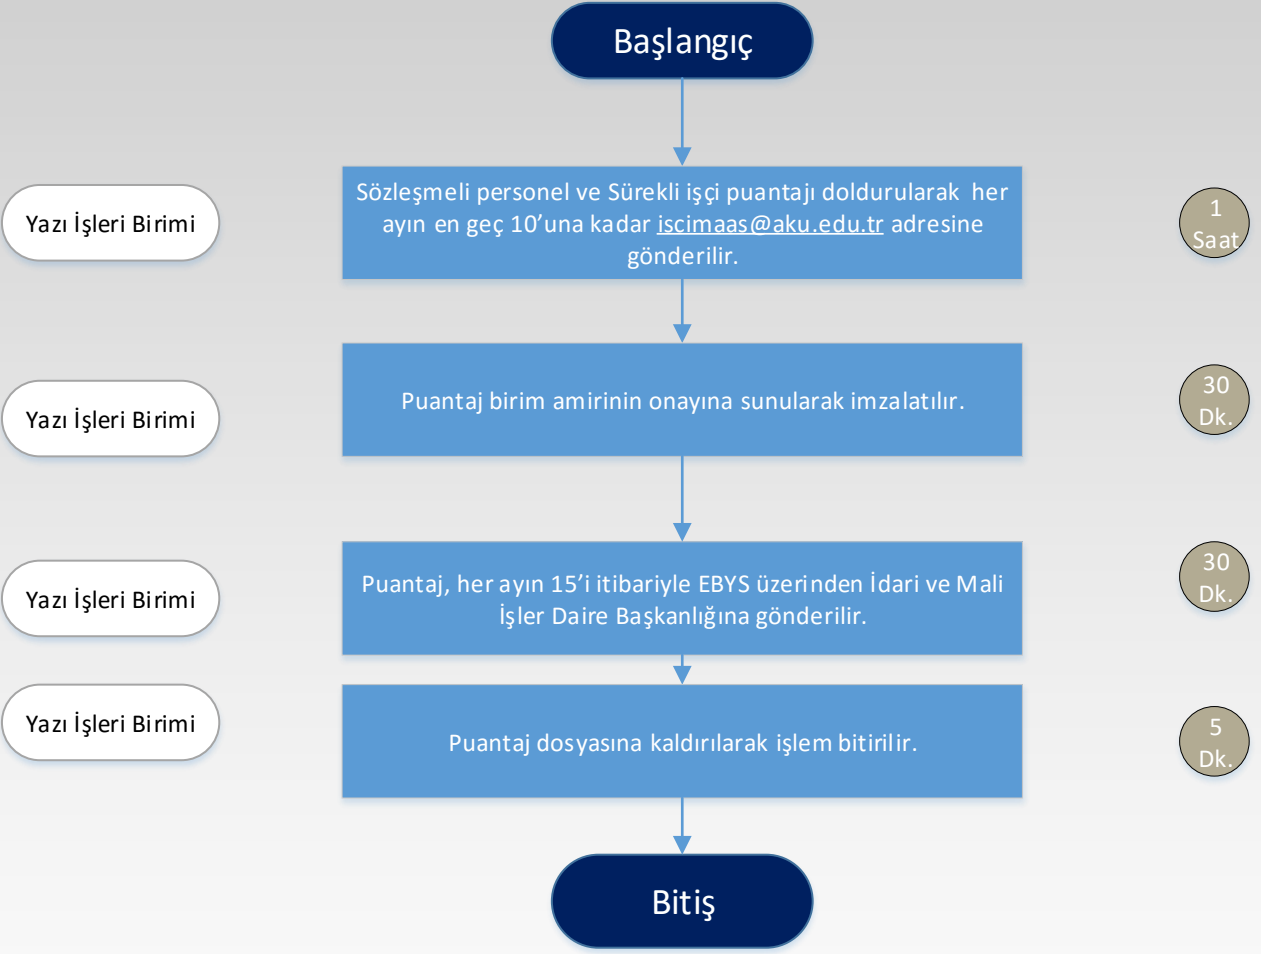 Başlangıç
Yazı İşleri Birimi
Sözleşmeli personel ve Sürekli işçi puantajı doldurularak her
ayın en geç 10’una kadar iscimaas@aku.edu.tr adresine
gönderilir.
1
Saat
Yazı İşleri Birimi
Puantaj birim amirinin onayına sunularak imzalatılır.
30
Dk.
Yazı İşleri Birimi
Puantaj, her ayın 15’i itibariyle EBYS üzerinden İdari ve Mali
İşler Daire Başkanlığına gönderilir.
30
Dk.
Yazı İşleri Birimi
Puantaj dosyasına kaldırılarak işlem bitirilir.
5
Dk.
Bitiş